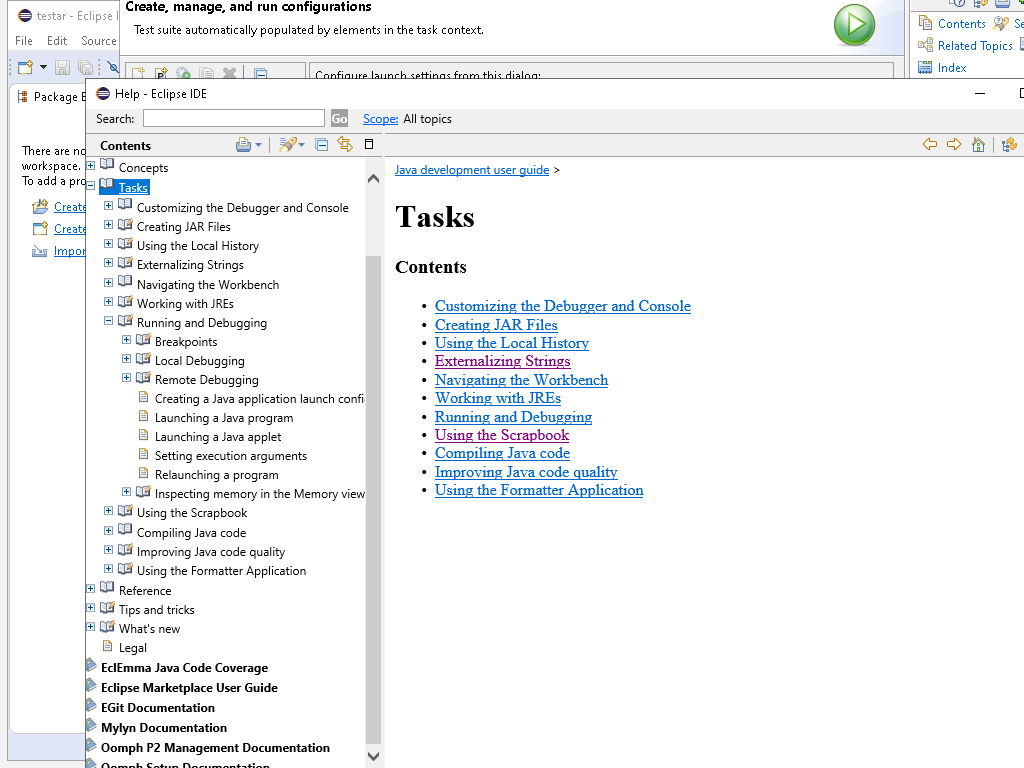 Create, manage, and run configurations
testar - Eclipse I
Test suite automatically populated by elements in the task context.
File Edit Source
Contents
Related Topics
Index
Configure launch settings from this dialog:
Package E
Help - Eclipse IDE
Search:
Go
Scope: All topics
There are no
workspace.
To add a pro
Create
Create
Impor
Contents
Concepts
Tasks
Customizing the Debugger and Console
Creating JAR Files
Using the Local History
Externalizing Strings
Navigating the Workbench
Working with JREs
Running and Debugging
Breakpoints
Local Debugging
Remote Debugging
Creating a Java application launch confi
Launching a Java program
Launching a Java applet
Setting execution arguments
Relaunching a program
Inspecting memory in the Memory view
Using the Scrapbook
Compiling Java code
Improving Java code quality
Using the Formatter Application
Reference
Tips and tricks
What's new
Legal
EclEmma Java Code Coverage
Eclipse Marketplace User Guide
EGit Documentation
Mylyn Documentation
Oomph P2 Management Documentation
Oomph Setup Documentation
Java development user guide >
Tasks
Contents
• Customizing the Debugger and Console
• Creating JAR Files
• Using the Local History
• Externalizing Strings
• Navigating the Workbench
• Working with JREs
• Running and Debugging
• Using the Scrapbook
• Compiling Java code
• Improving Java code quality
• Using the Formatter Application